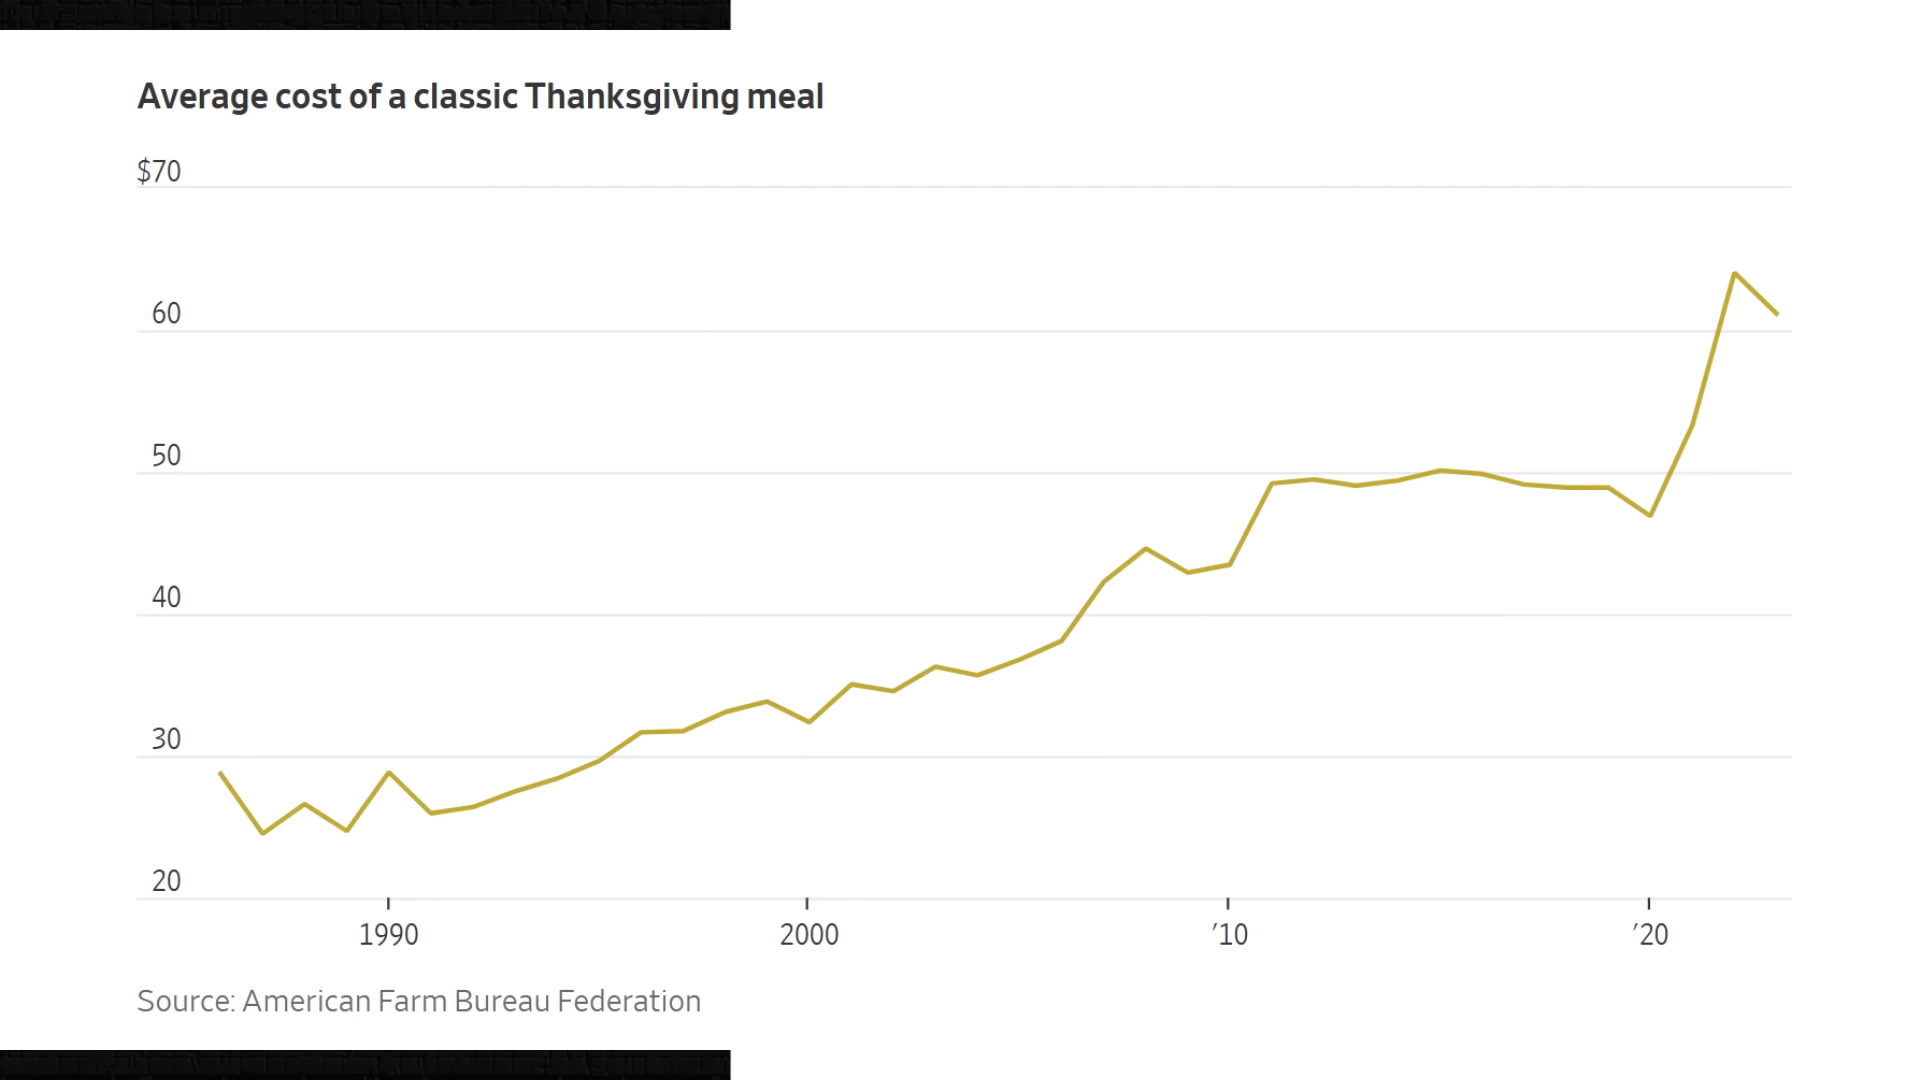 Average cost of a classic Thanksgiving meal
$70
60
50
40
30
20
1990 2000 ’10 ’20
Source: American Farm Bureau Federation